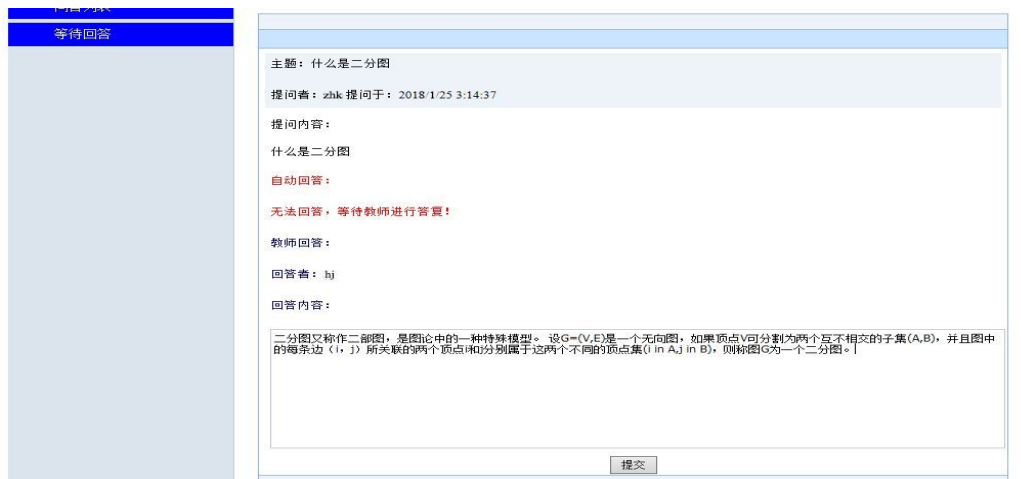 问答列表
等待回答
主题：什么是二分图
提问者：zhk 提问于：2018/1/25 3:14:37
提问内容：
什么是二分图
自动回答：
无法回答，等待教师进行答复！
教师回答：
回答者：hj
回答内容：
二分图又称作二部图，是图论中的一种特殊模型。 设G=(V,E)是一个无向图，如果顶点V可分割为两个互不相交的子集(A,B)，并且图中
的每条边（i，j）所关联的两个顶点i和j分别属于这两个不同的顶点集(i in A,j in B)，则称图G为一个二分图。
提交